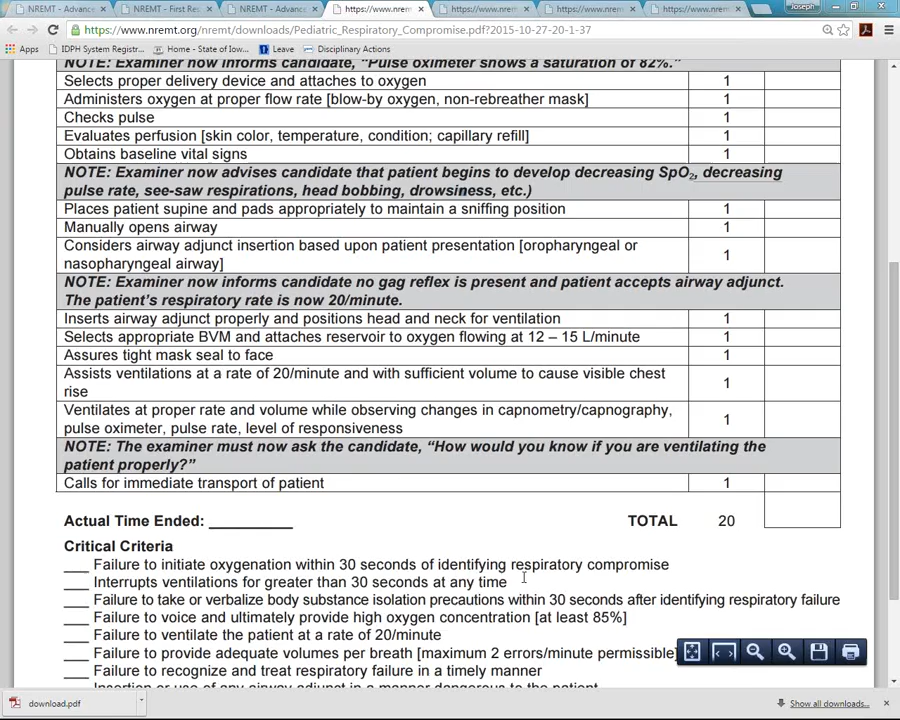 NREMT - Advance
NREMT - First Re
NREMT - Advance
https://www.nrem
https://www.nrem
https://www.nrem
https://www.nrem
Joseph
https://www.nremt.org/nremt/downloads/Pediatric_Respiratory_Compromise.pdf?2015-10-27-20-1-37
Apps
IDPH System Registr...
Home - State of Iow...
Leave
Disciplinary Actions
NOTE: Examiner now informs candidate, "Pulse oximeter shows a saturation of 82%."
Selects proper delivery device and attaches to oxygen 1
Administers oxygen at proper flow rate [blow-by oxygen, non-rebreather mask] 1
Checks pulse 1
Evaluates perfusion [skin color, temperature, condition; capillary refill] 1
Obtains baseline vital signs 1
NOTE: Examiner now advises candidate that patient begins to develop decreasing SpO₂, decreasing
pulse rate, see-saw respirations, head bobbing, drowsiness, etc.)
Places patient supine and pads appropriately to maintain a sniffing position 1
Manually opens airway 1
Considers airway adjunct insertion based upon patient presentation [oropharyngeal or
nasopharyngeal airway] 1
NOTE: Examiner now informs candidate no gag reflex is present and patient accepts airway adjunct.
The patient's respiratory rate is now 20/minute.
Inserts airway adjunct properly and positions head and neck for ventilation 1
Selects appropriate BVM and attaches reservoir to oxygen flowing at 12 – 15 L/minute 1
Assures tight mask seal to face 1
Assists ventilations at a rate of 20/minute and with sufficient volume to cause visible chest
rise 1
Ventilates at proper rate and volume while observing changes in capnometry/capnography,
pulse oximeter, pulse rate, level of responsiveness 1
NOTE: The examiner must now ask the candidate, "How would you know if you are ventilating the
patient properly?"
Calls for immediate transport of patient 1
Actual Time Ended: __________ TOTAL 20
Critical Criteria
___ Failure to initiate oxygenation within 30 seconds of identifying respiratory compromise
___ Interrupts ventilations for greater than 30 seconds at any time
___ Failure to take or verbalize body substance isolation precautions within 30 seconds after identifying respiratory failure
___ Failure to voice and ultimately provide high oxygen concentration [at least 85%]
___ Failure to ventilate the patient at a rate of 20/minute
___ Failure to provide adequate volumes per breath [maximum 2 errors/minute permissible]
___ Failure to recognize and treat respiratory failure in a timely manner
Insertion or use of any airway adjunct in a manner dangerous to the patient
download.pdf
Show all downloads...